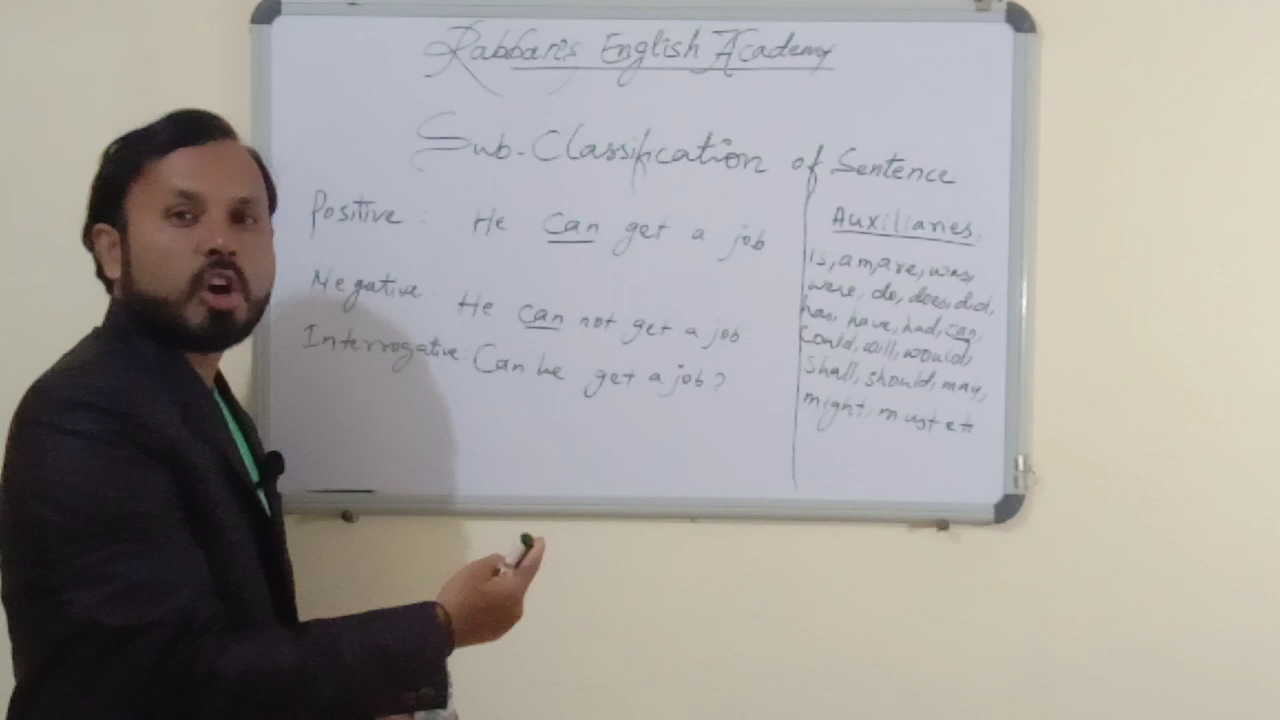 Rabbani's English Academy
Sub-Classification of Sentence
Positive : He can get a job
Negative : He can not get a job
Interrogative : Can he get a job?
Auxiliaries
is, am, are, was,
were, do, does, did,
has, have, had, can,
Could, will, would,
Shall, should, may,
might, must etc